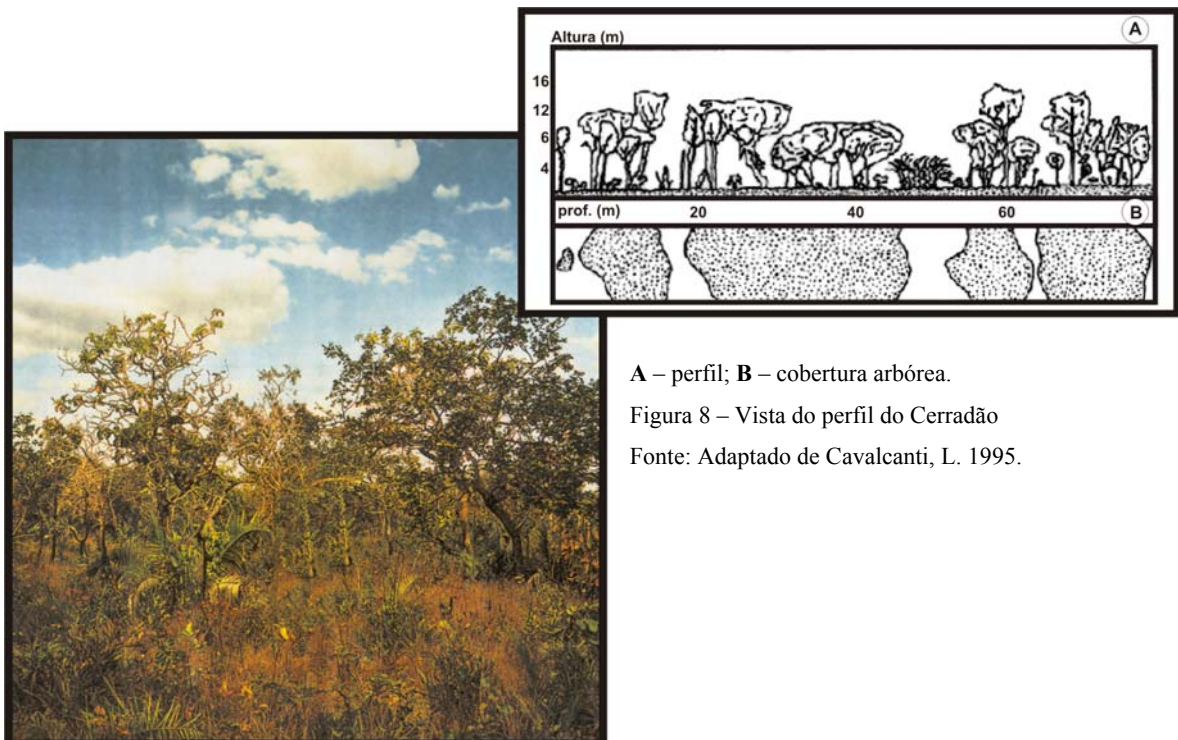 Altura (m)
A
16
12
6
4
prof. (m) 20 40 60
B
A – perfil; B – cobertura arbórea.
Figura 8 – Vista do perfil do Cerradão
Fonte: Adaptado de Cavalcanti, L. 1995.